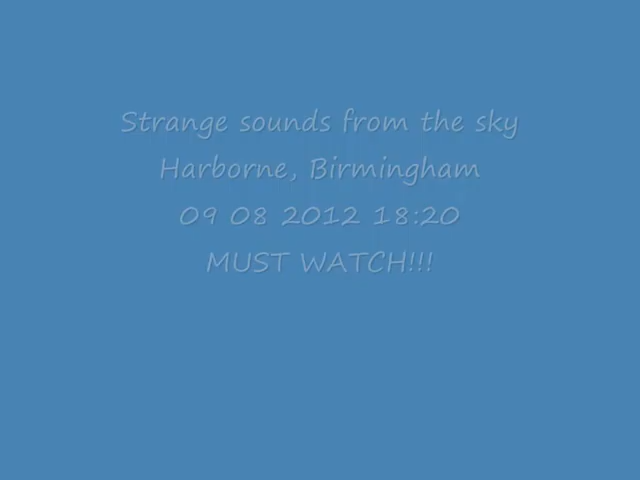 Strange sounds from the sky
Harborne, Birmingham
09 08 2012 18:20
MUST WATCH!!!